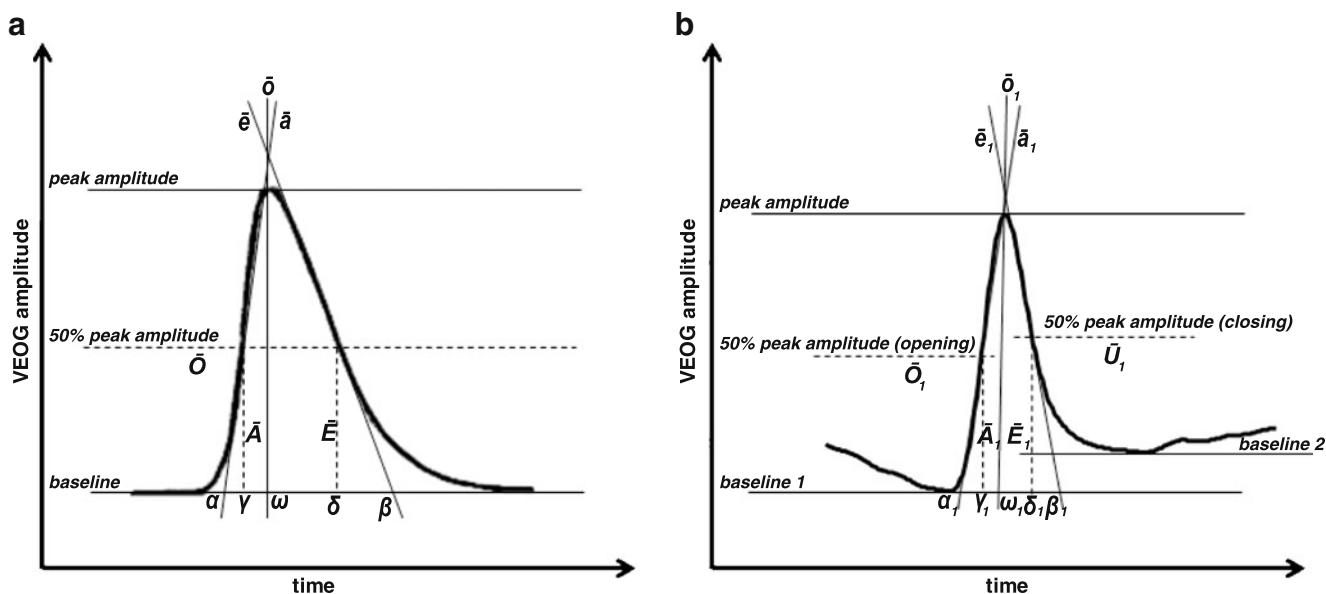 a
ō
ē
ā
peak amplitude
VEOG amplitude
50% peak amplitude
Ō
Ā
Ē
baseline
α
γ
ω
δ
β
time
b
ō1
ē1
ā1
peak amplitude
VEOG amplitude
50% peak amplitude (closing)
50% peak amplitude (opening)
Ū1
Ō1
Ā1
Ē1
baseline 2
baseline 1
α1
γ1
ω1
δ1
β1
time